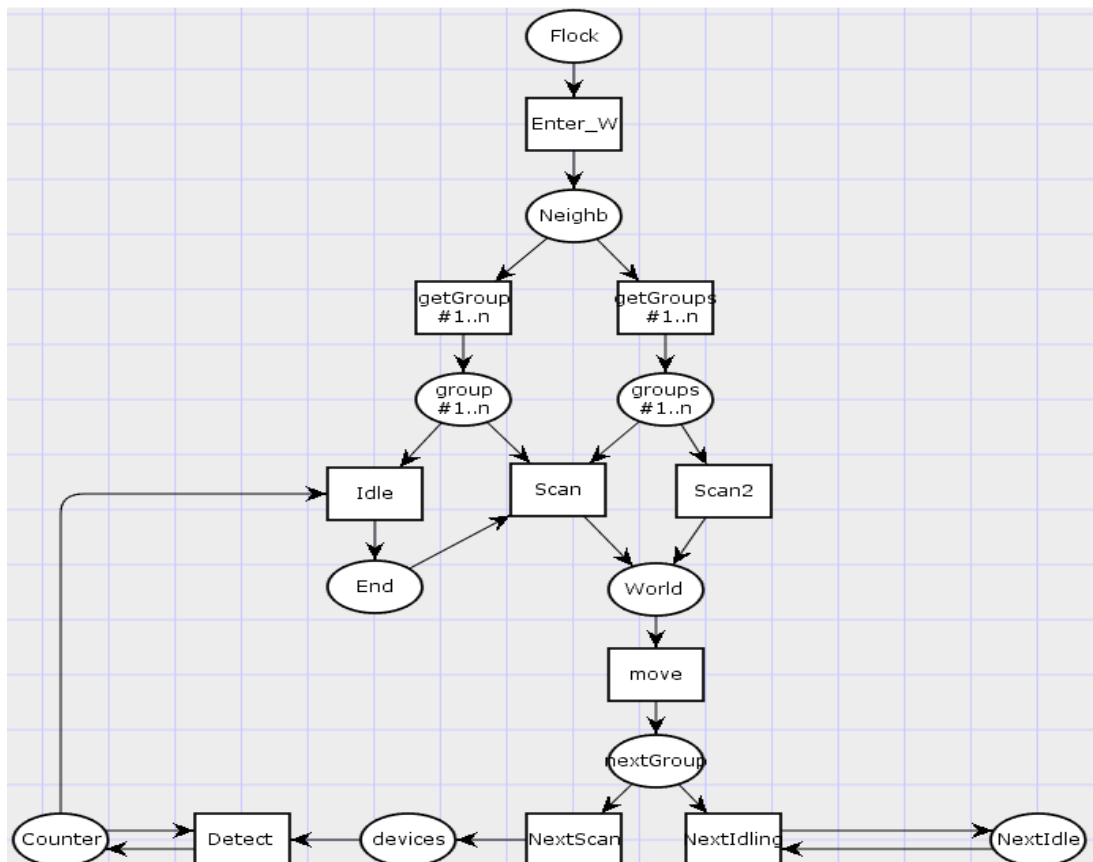 Flock
Enter_W
Neighb
getGroup
#1..n
getGroups
#1..n
group
#1..n
groups
#1..n
Idle
Scan
Scan2
End
World
move
nextGroup
Counter
Detect
devices
NextScan
NextIdling
NextIdle